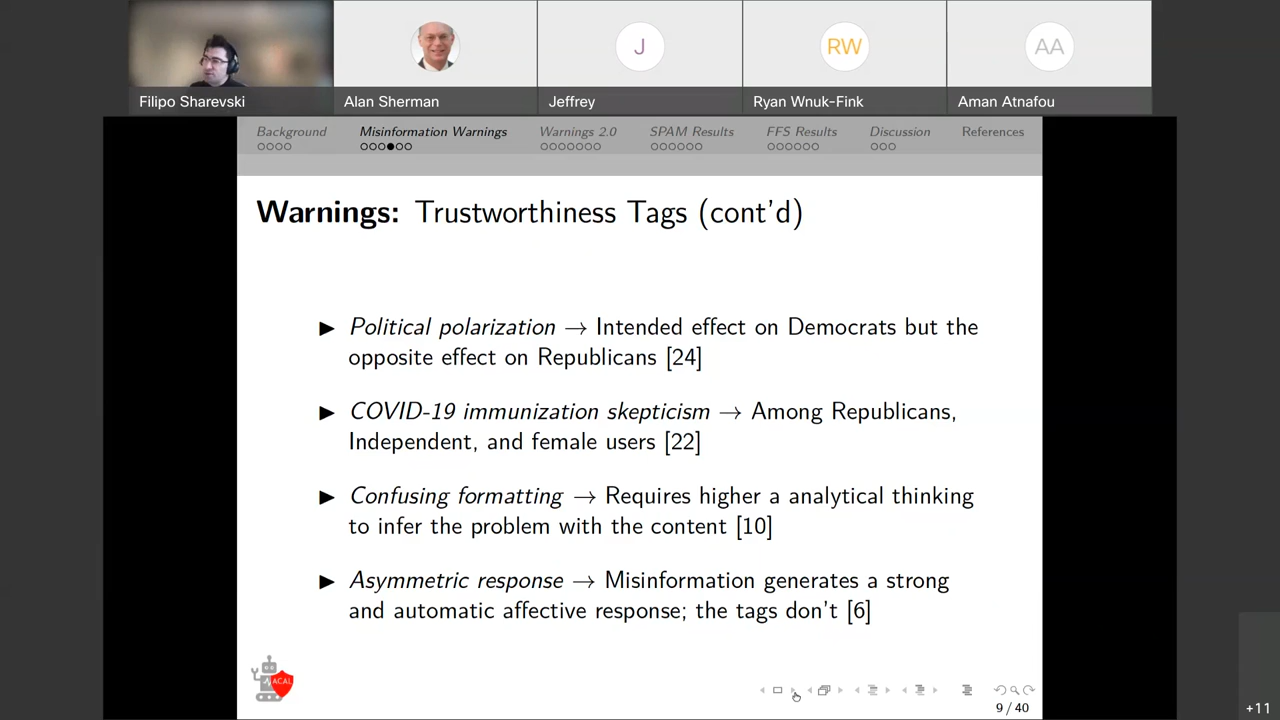 J
RW
AA
Filipo Sharevski
Alan Sherman
Jeffrey
Ryan Wnuk-Fink
Aman Atnafou
Background
Misinformation Warnings
Warnings 2.0
SPAM Results
FFS Results
Discussion
References
Warnings: Trustworthiness Tags (cont'd)
▶ Political polarization → Intended effect on Democrats but the
opposite effect on Republicans [24]
▶ COVID-19 immunization skepticism → Among Republicans,
Independent, and female users [22]
▶ Confusing formatting → Requires higher a analytical thinking
to infer the problem with the content [10]
▶ Asymmetric response → Misinformation generates a strong
and automatic affective response; the tags don't [6]
ACAL
9 / 40
+11